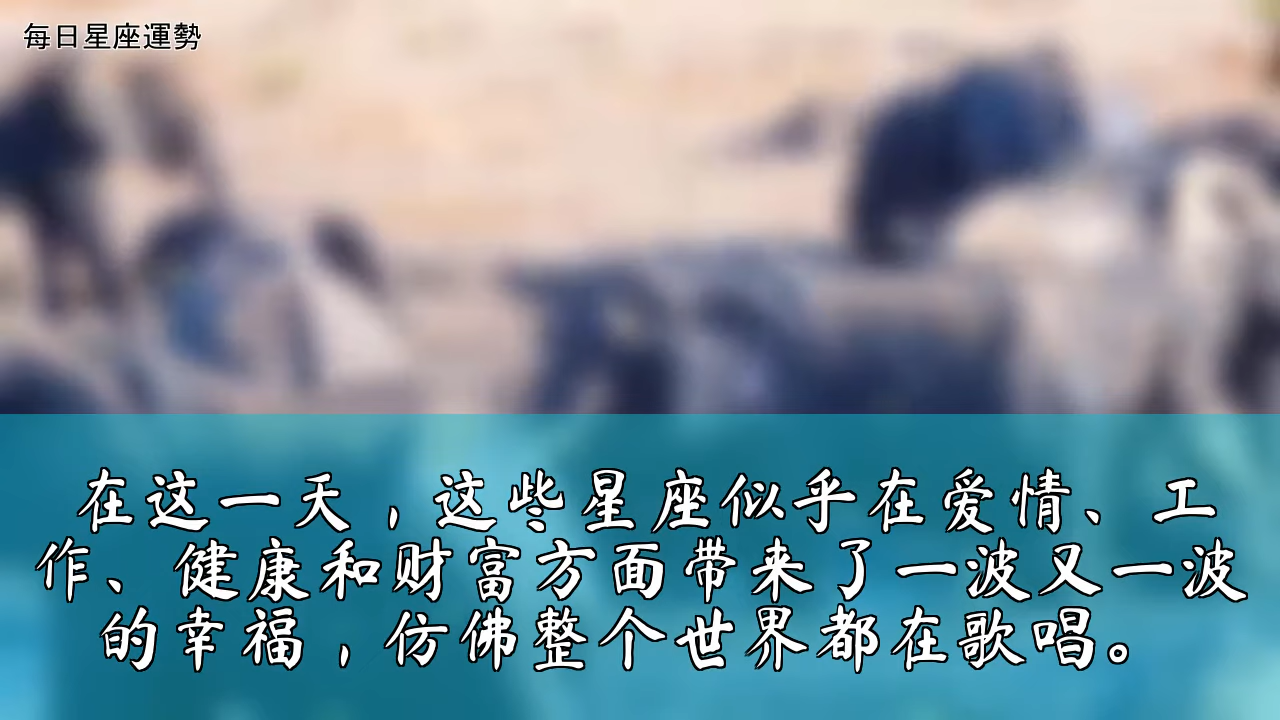 每日星座運勢
在这一天，这些星座似乎在爱情、工
作、健康和财富方面带来了一波又一波
的幸福，仿佛整个世界都在歌唱。